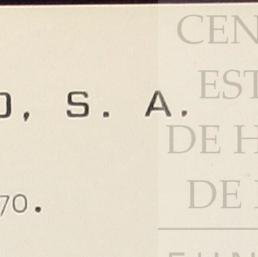 CEN
EST
O, S. A.
DE H
DE
70.